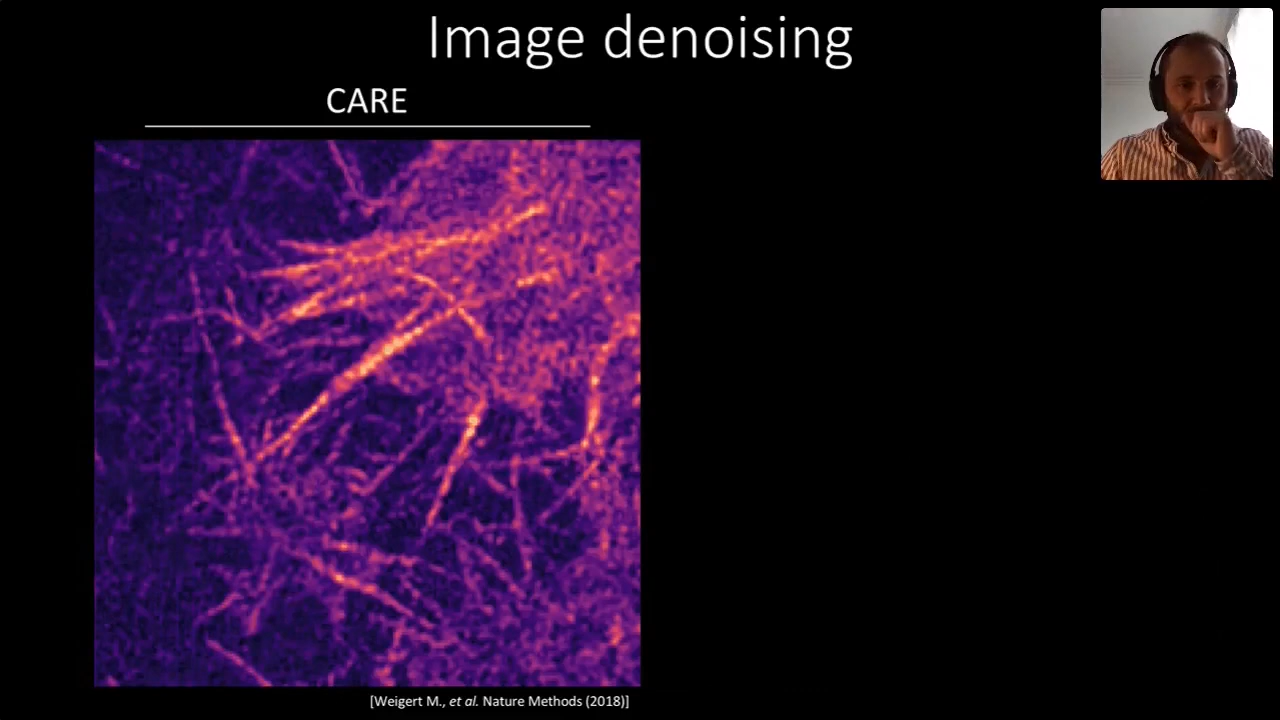 Image denoising
CARE
[Weigert M., et al. Nature Methods (2018)]